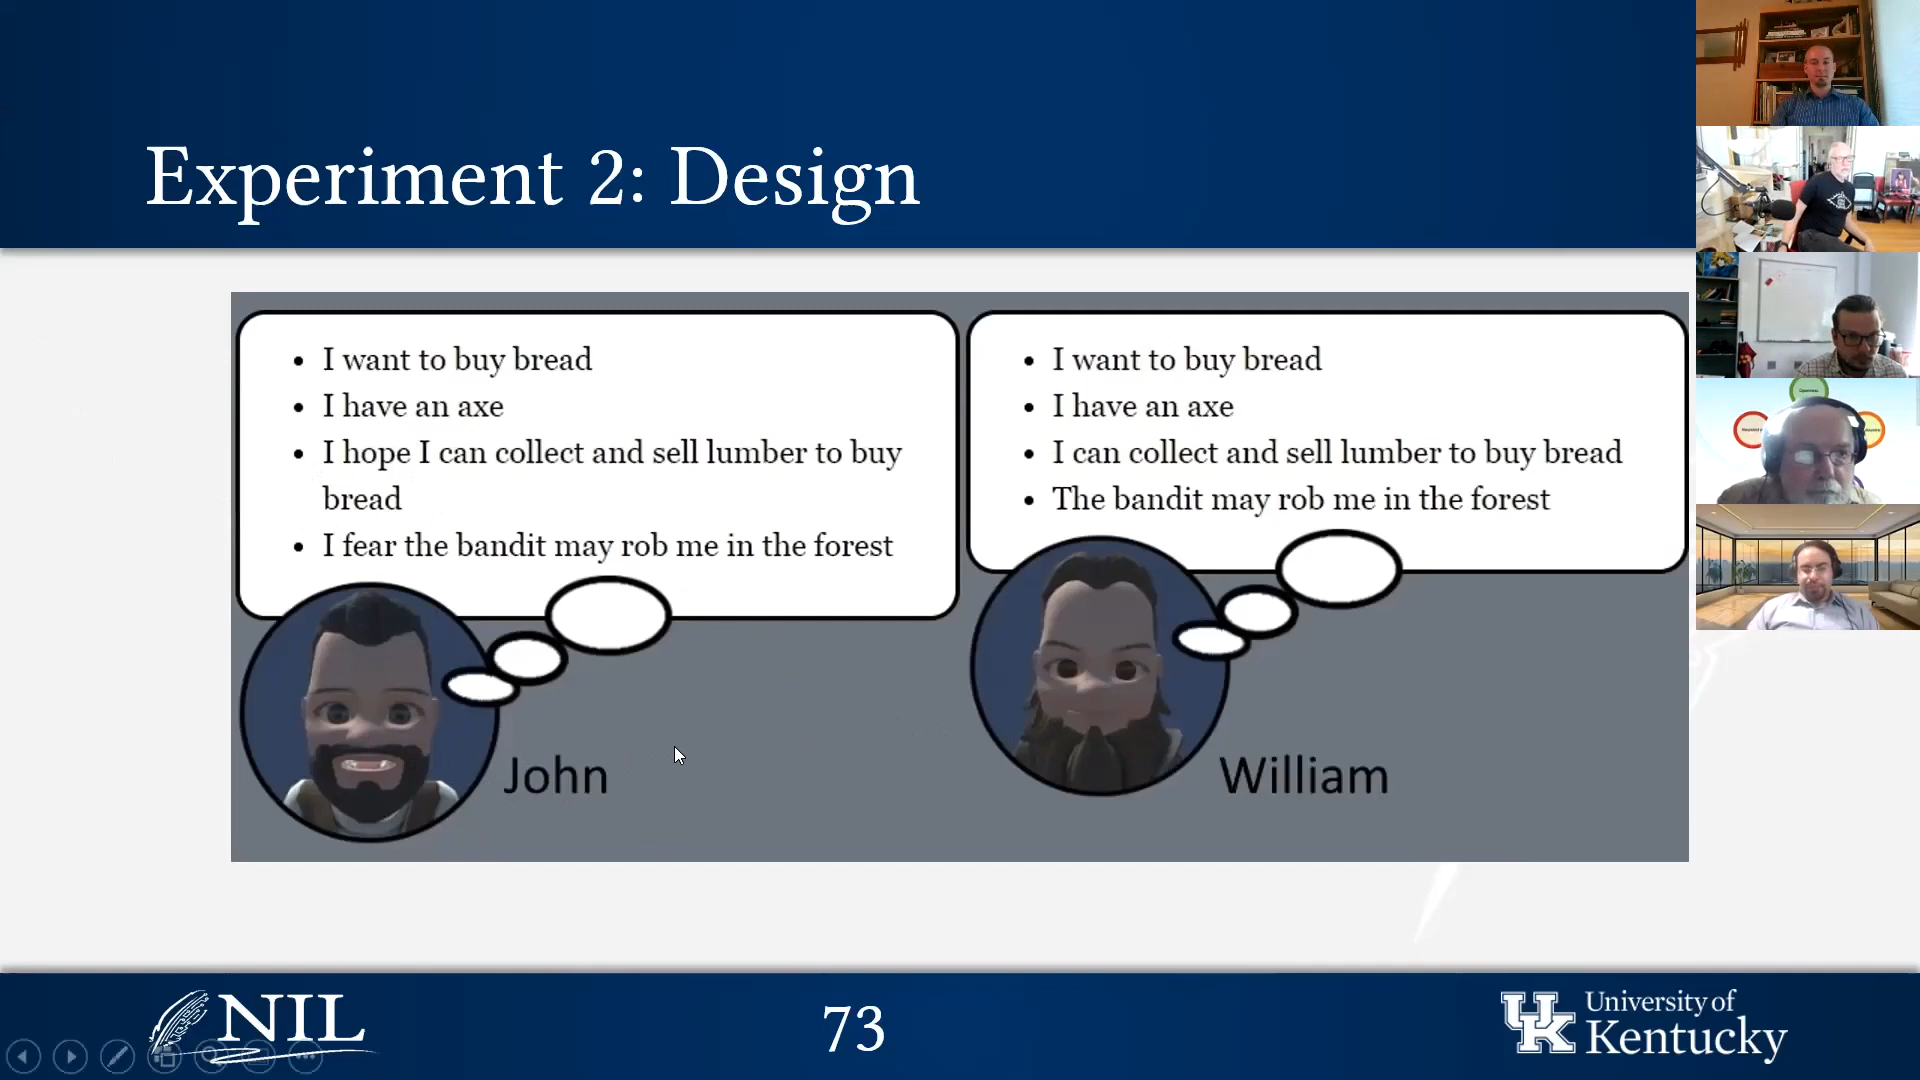 Experiment 2: Design
• I want to buy bread
• I have an axe
• I hope I can collect and sell lumber to buy
bread
• I fear the bandit may rob me in the forest
John
• I want to buy bread
• I have an axe
• I can collect and sell lumber to buy bread
• The bandit may rob me in the forest
William
NIL
73
UK
University of
Kentucky